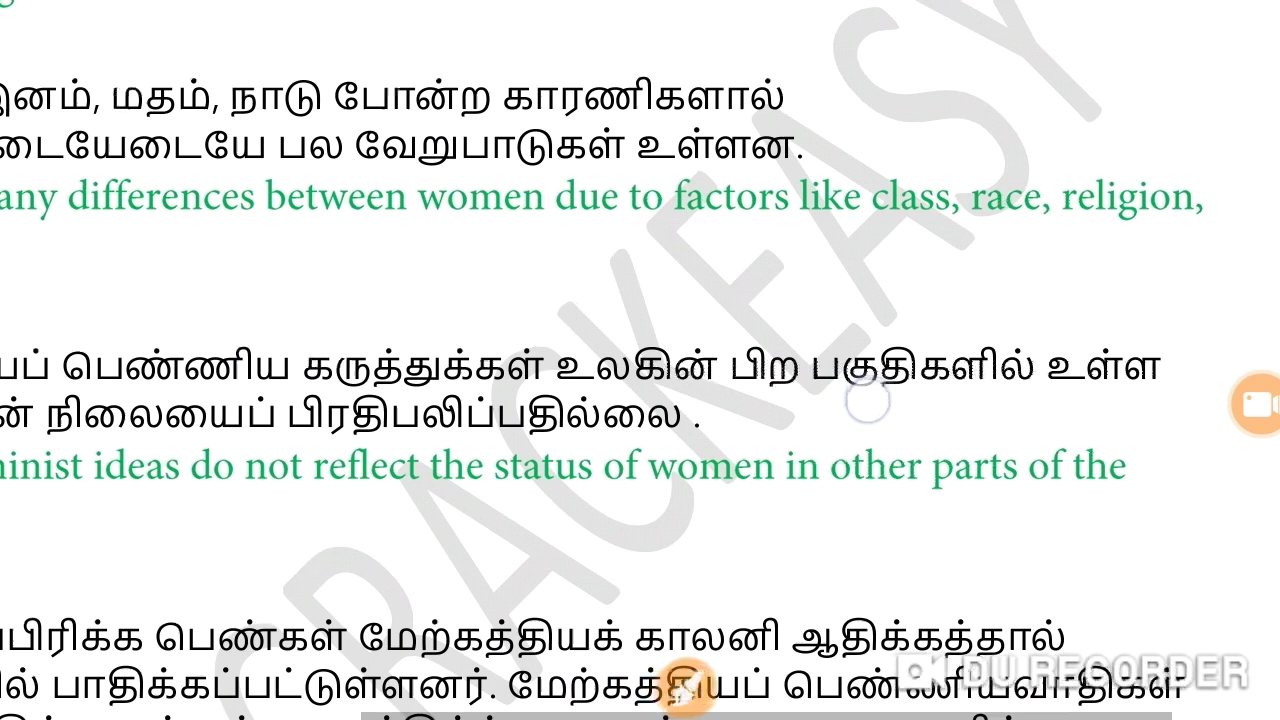 இனம், மதம், நாடு போன்ற காரணிகளால்
டையேடையே பல வேறுபாடுகள் உள்ளன.
any differences between women due to factors like class, race, religion,
யப் பெண்ணிய கருத்துக்கள் உலகின் பிற பகுதிகளில் உள்ள
ன் நிலையைப் பிரதிபலிப்பதில்லை .
inist ideas do not reflect the status of women in other parts of the
பிரிக்க பெண்கள் மேற்கத்தியக் காலனி ஆதிக்கத்தால்
ல் பாதிக்கப்பட்டுள்ளனர். மேற்கத்தியப் பெண்ணியவாதிகள்
CRACKEASY
DU RECORDER